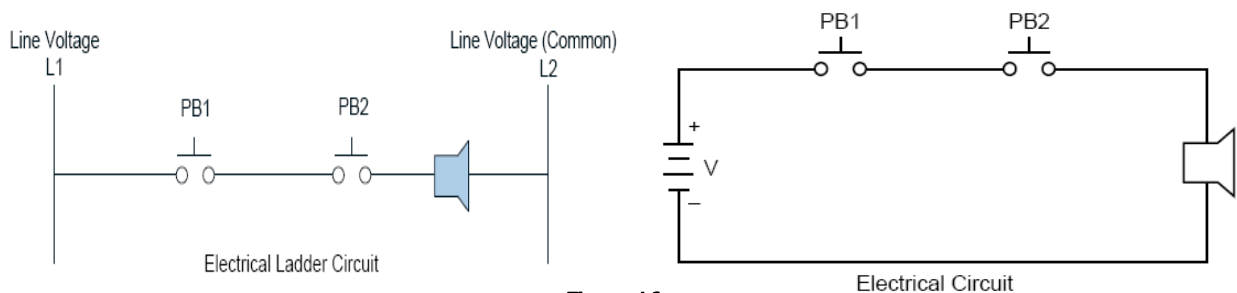 Line Voltage
L1
Line Voltage (Common)
L2
PB1
PB2
Electrical Ladder Circuit
PB1
PB2
+
V
–
Electrical Circuit